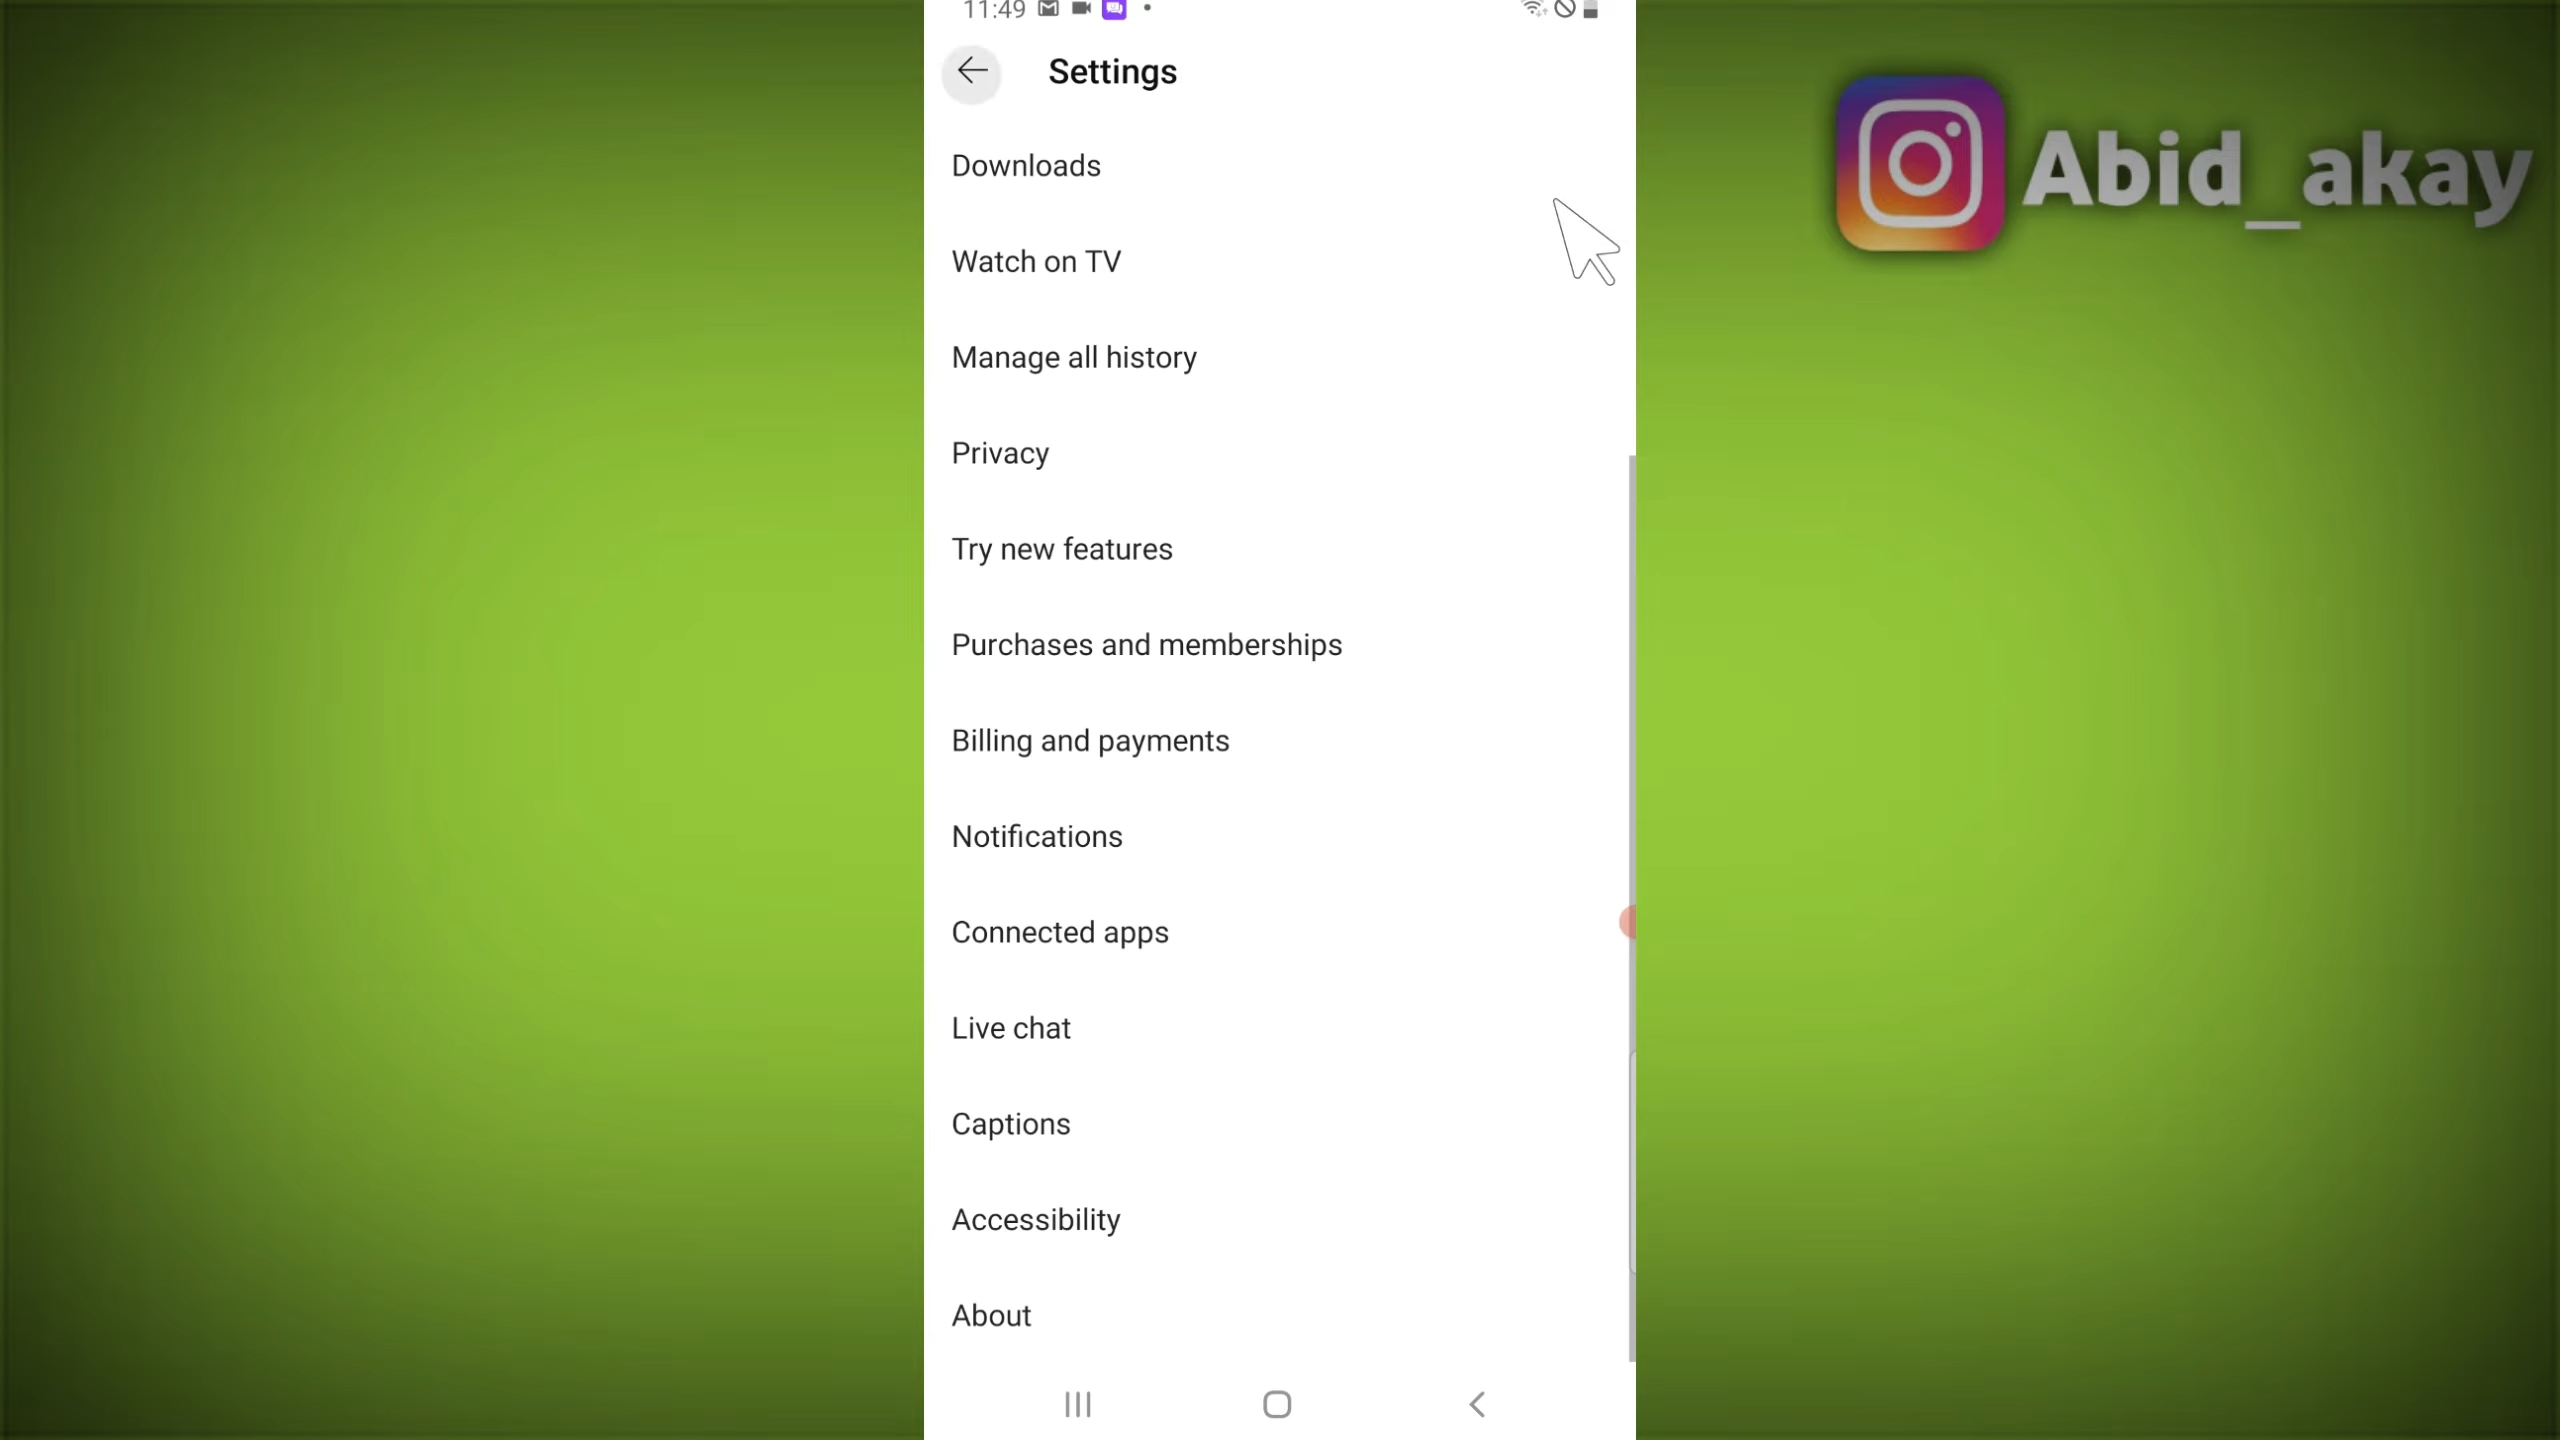 11:49
Settings
Abid_akay
Downloads
Watch on TV
Manage all history
Privacy
Try new features
Purchases and memberships
Billing and payments
Notifications
Connected apps
Live chat
Captions
Accessibility
About